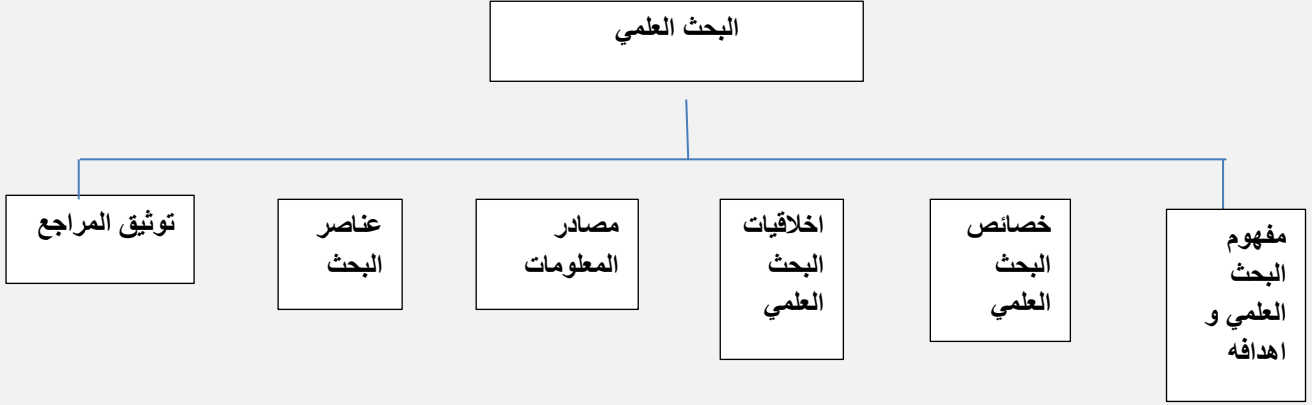 البحث العلمي
مفهوم
البحث
العلمي و
اهدافه
خصائص
البحث
العلمي
اخلاقيات
البحث
العلمي
مصادر
المعلومات
عناصر
البحث
توثيق المراجع